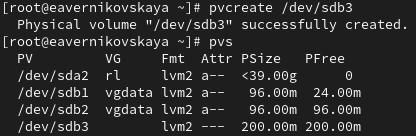 [root@eavernikovskaya ~]# pvcreate /dev/sdb3
  Physical volume "/dev/sdb3" successfully created.
[root@eavernikovskaya ~]# pvs
  PV         VG     Fmt  Attr PSize   PFree
  /dev/sda2  rl     lvm2 a--  <39.00g      0
  /dev/sdb1  vgdata lvm2 a--   96.00m  24.00m
  /dev/sdb2  vgdata lvm2 a--   96.00m  96.00m
  /dev/sdb3         lvm2 ---  200.00m 200.00m